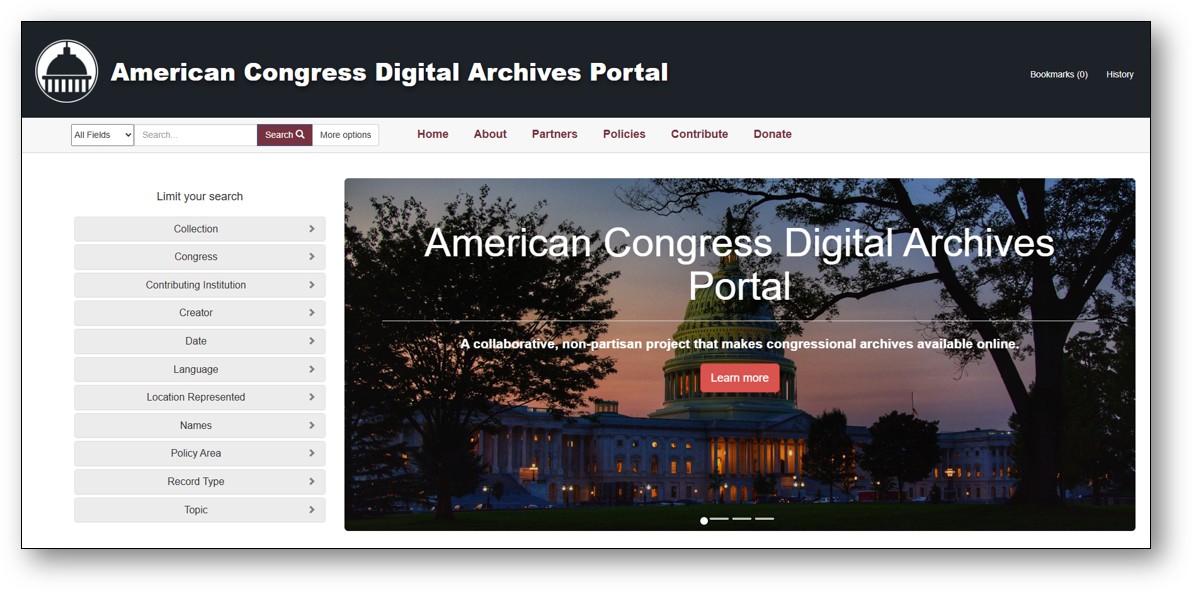 American Congress Digital Archives Portal
Bookmarks (0) History
All Fields Search... Search More options Home About Partners Policies Contribute Donate
Limit your search
Collection
Congress
Contributing Institution
Creator
Date
Language
Location Represented
Names
Policy Area
Record Type
Topic
American Congress Digital Archives
Portal
A collaborative, non-partisan project that makes congressional archives available online.
Learn more